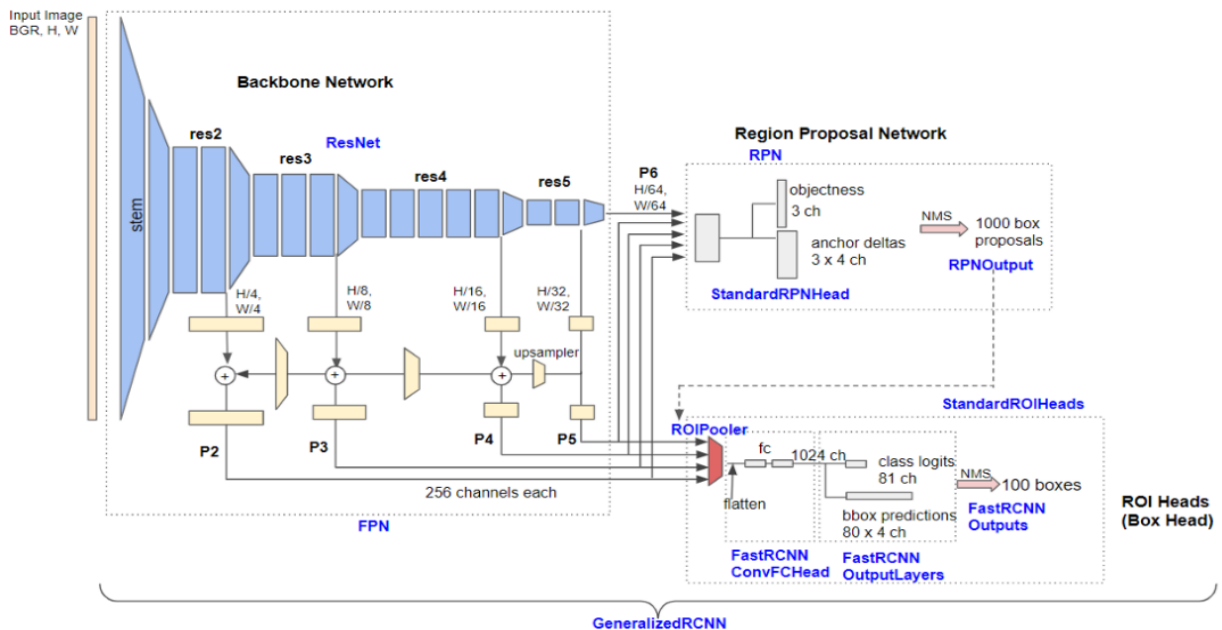 Input Image
BGR, H, W
Backbone Network
res2
ResNet
res3
res4
res5
stem
P6
H/64,
W/64
Region Proposal Network
RPN
objectness
3 ch
anchor deltas
3 x 4 ch
StandardRPNHead
NMS
1000 box
proposals
RPNOutput
H/4,
W/4
H/8,
W/8
H/16,
W/16
H/32,
W/32
upsampler
+
+
+
P2
P3
P4
P5
256 channels each
FPN
StandardROIHeads
ROIPooler
fc
1024 ch
flatten
class logits
81 ch
bbox predictions
80 x 4 ch
NMS
100 boxes
FastRCNN
Outputs
FastRCNN
ConvFCHead
FastRCNN
OutputLayers
ROI Heads
(Box Head)
GeneralizedRCNN